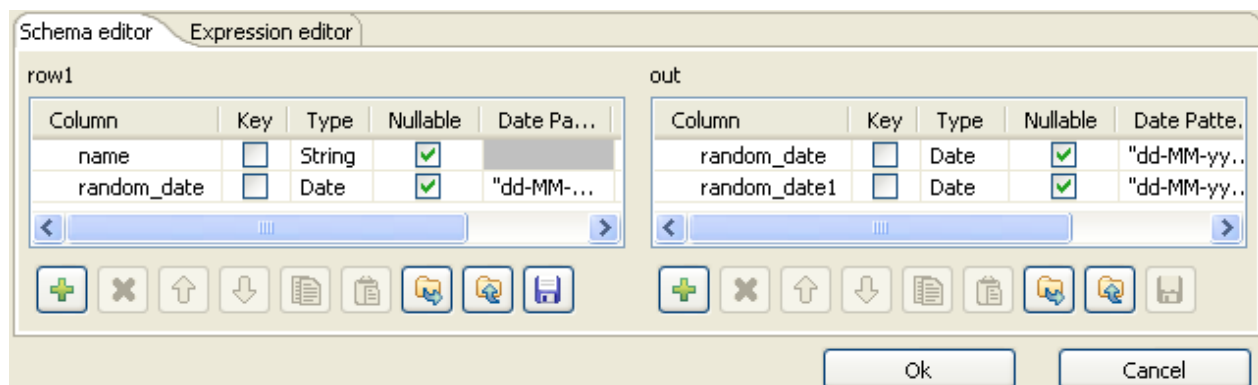 Schema editor Expression editor
row1
Column Key Type Nullable Date Pa...
name String
random_date Date "dd-MM-...
out
Column Key Type Nullable Date Patte.
random_date Date "dd-MM-yy..
random_date1 Date "dd-MM-yy..
Ok Cancel